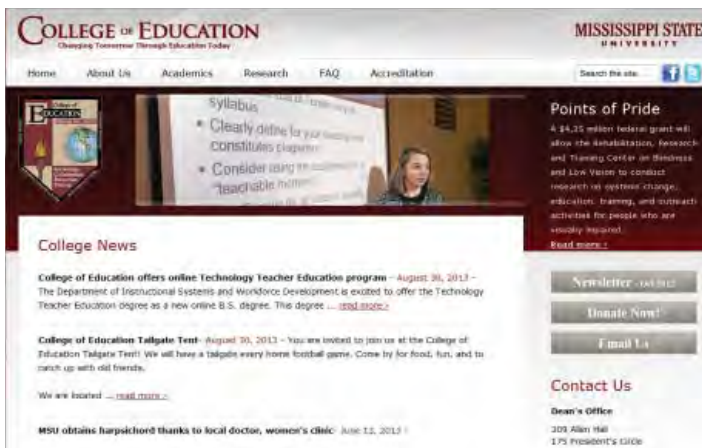 COLLEGE OF EDUCATION
Changing Tomorrow Through Education Today
MISSISSIPPI STATE
UNIVERSITY
Home About Us Academics Research FAQ Accreditation
Search this site
College of
EDUCATION
syllabus
• Clearly define for your
constitutes plagiarism
• Consider using
"teachable moment
Points of Pride
A $4.25 million federal grant will
allow the Rehabilitation, Research
and Training Center on Blindness
and Low Vision to conduct
research on systems change,
education, training, and outreach
activities for people who are
visually impaired.
Read more ›
College News
College of Education offers online Technology Teacher Education program - August 30, 2013 -
The Department of Instructional Systems and Workforce Development is excited to offer the Technology
Teacher Education degree as a new online B.S. degree. This degree ... read more ›
College of Education Tailgate Tent- August 30, 2013 - You are invited to join us at the College of
Education Tailgate Tent! We will have a tailgate every home football game. Come by for food, fun, and to
catch up with old friends.
We are located ... read more ›
MSU obtains harpsichord thanks to local doctor, women's clinic- June 12, 2013 -
Newsletter
Donate Now!
Email Us
Contact Us
Dean's Office
309 Allen Hall
175 President's Circle